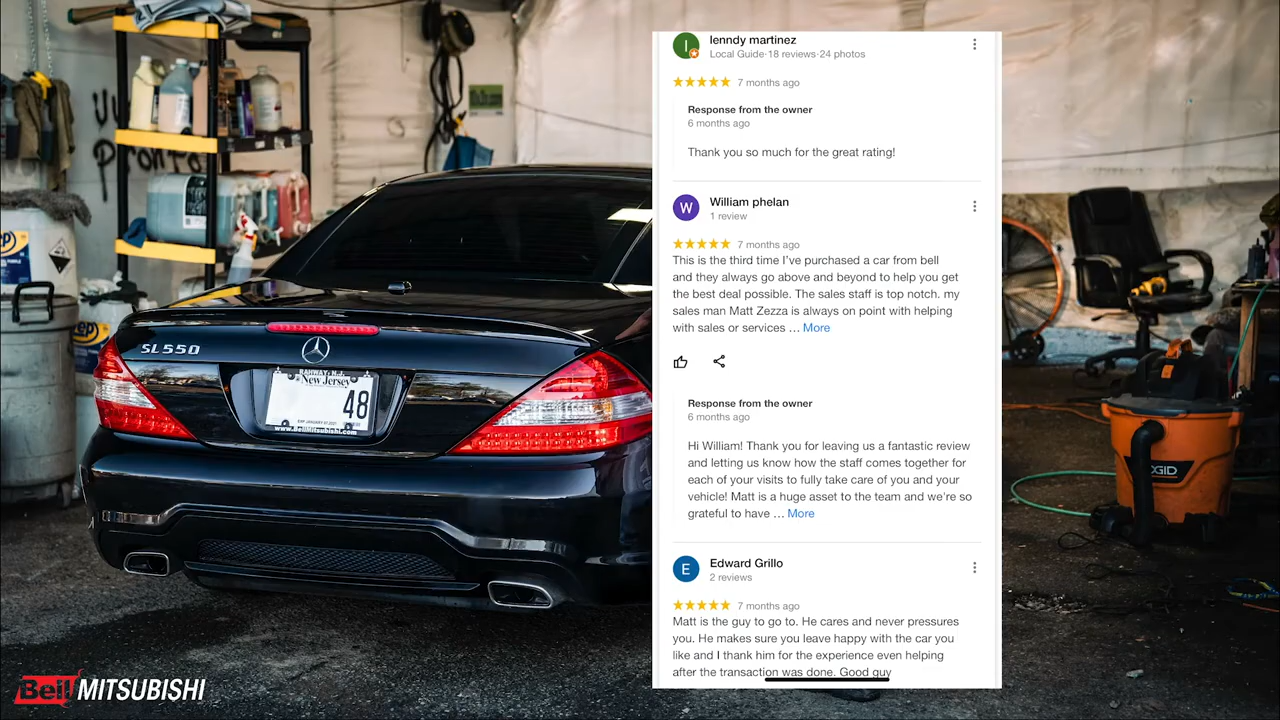 lenndy martinez
Local Guide·18 reviews·24 photos
7 months ago
Response from the owner
6 months ago
Thank you so much for the great rating!
W
William phelan
1 review
7 months ago
This is the third time I've purchased a car from bell
and they always go above and beyond to help you get
the best deal possible. The sales staff is top notch. my
sales man Matt Zezza is always on point with helping
with sales or services … More
Response from the owner
6 months ago
Hi William! Thank you for leaving us a fantastic review
and letting us know how the staff comes together for
each of your visits to fully take care of you and your
vehicle! Matt is a huge asset to the team and we're so
grateful to have … More
E
Edward Grillo
2 reviews
7 months ago
Matt is the guy to go to. He cares and never pressures
you. He makes sure you leave happy with the car you
like and I thank him for the experience even helping
after the transaction was done. Good guy
SL 550
RAHWAY, N.J.
New Jersey
48
www.BellMitsubishi.com
ZEP
ZEP
RIDGID
Bell MITSUBISHI